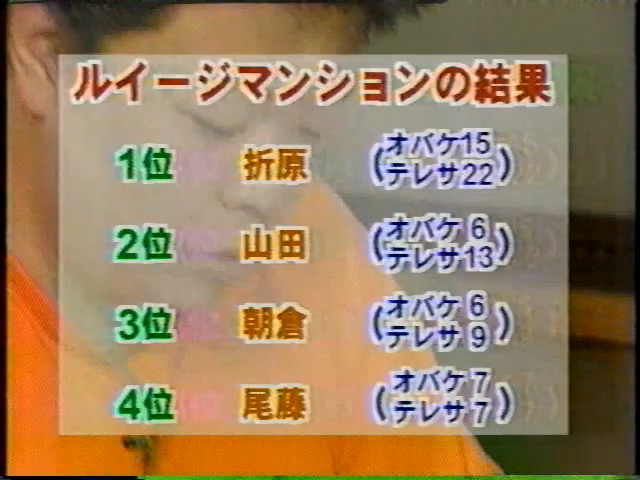 ルイージマンションの結果
1位 折原 (オバケ15
テレサ22)
2位 山田 (オバケ 6
テレサ13)
3位 朝倉 (オバケ 6
テレサ 9)
4位 尾藤 (オバケ 7
テレサ 7)